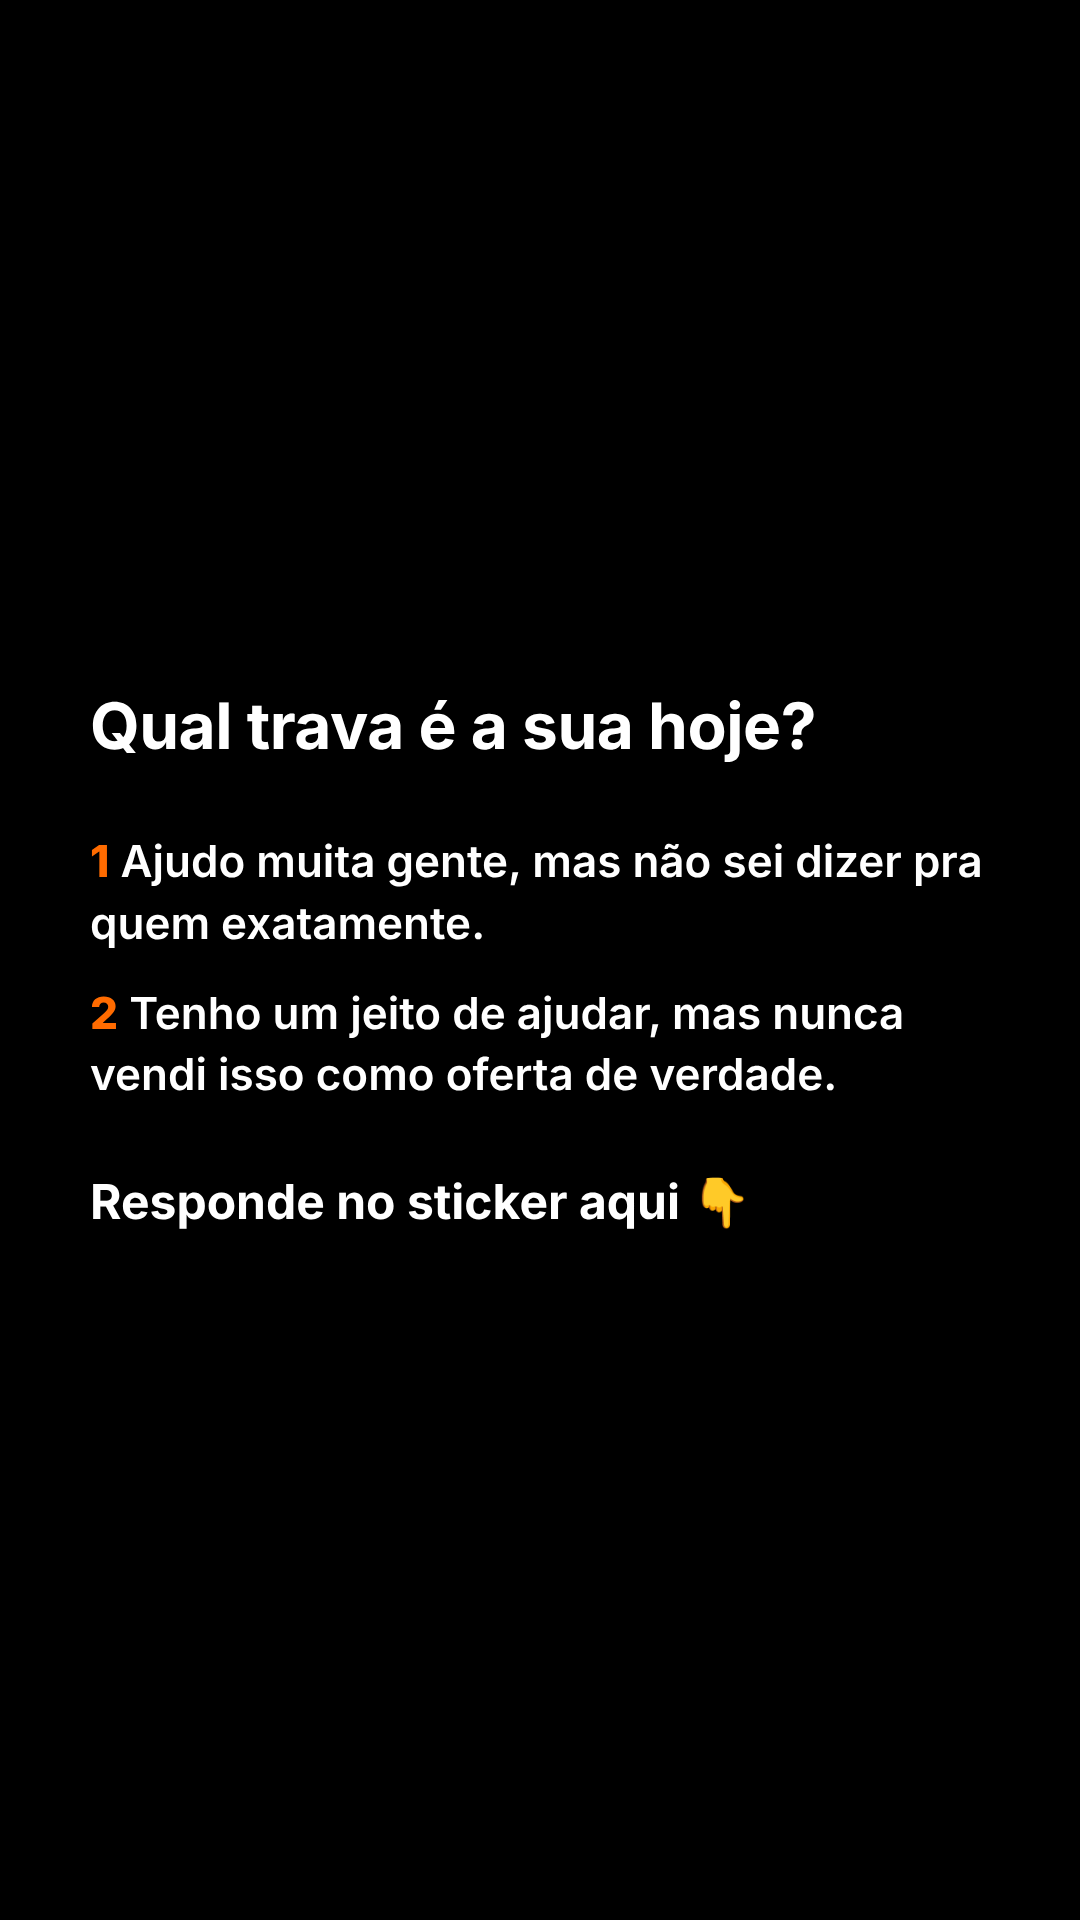 Qual trava é a sua hoje?
1 Ajudo muita gente, mas não sei dizer pra
quem exatamente.
2 Tenho um jeito de ajudar, mas nunca
vendi isso como oferta de verdade.
Responde no sticker aqui 👇